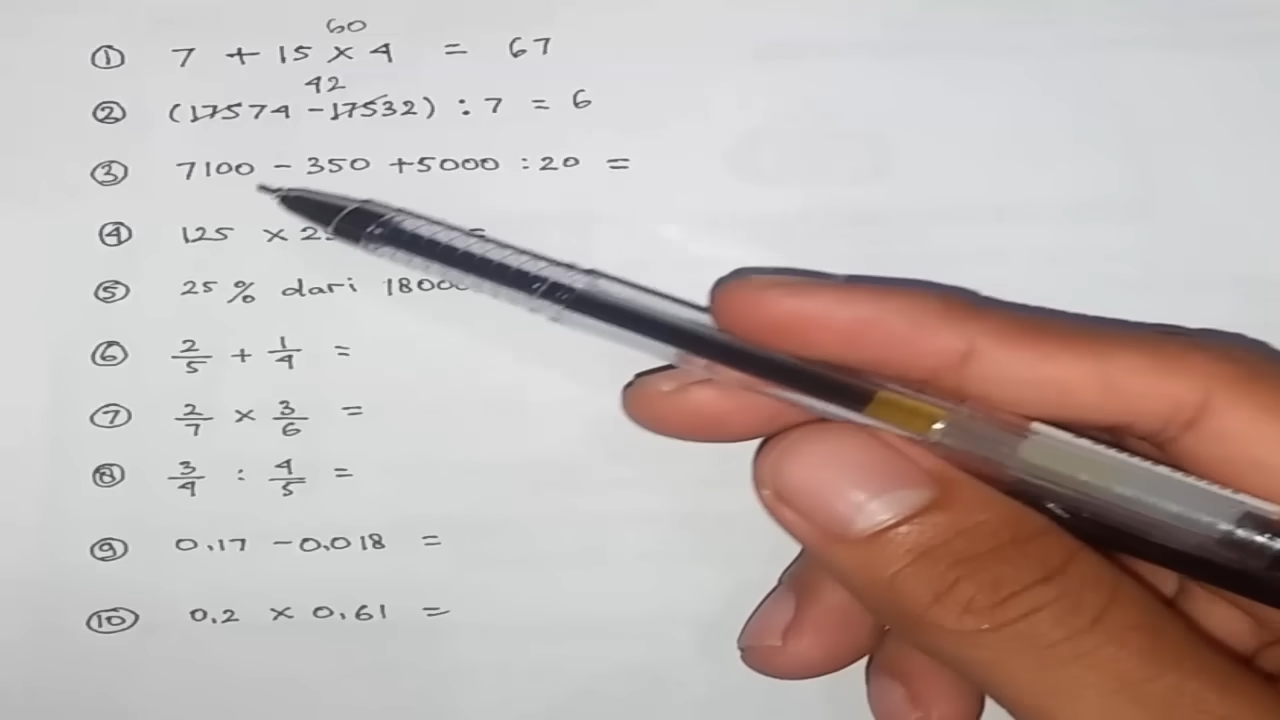 60
① 7 + 15 × 4 = 67
42
② (17574 - 17532) : 7 = 6
③ 7100 - 350 + 5000 : 20 =
④ 125 × =
⑤ 25 % dari
⑥ 2/5 + 1/4 =
⑦ 2/7 × 3/6 =
⑧ 3/4 : 4/5 =
⑨ 0,17 - 0,018 =
⑩ 0,2 × 0,61 =